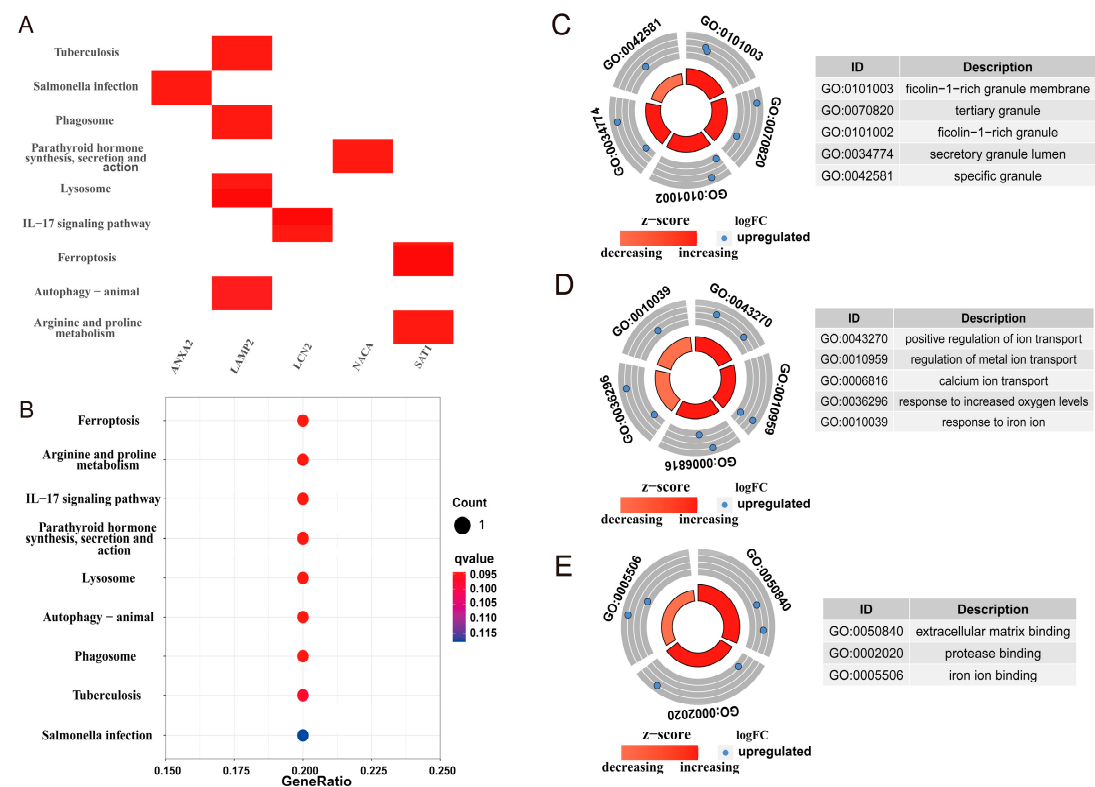 A
Tuberculosis
Salmonella infection
Phagosome
Parathyroid hormone
synthesis, secretion and
action
Lysosome
IL−17 signaling pathway
Ferroptosis
Autophagy − animal
Arginine and proline
metabolism
ANXA2
LAMP2
LCN2
NACA
SAT1
B
Ferroptosis
Arginine and proline
metabolism
IL−17 signaling pathway
Parathyroid hormone
synthesis, secretion and
action
Lysosome
Autophagy − animal
Phagosome
Tuberculosis
Salmonella infection
0.150 0.175 0.200 0.225 0.250
GeneRatio
Count
1
qvalue
0.095
0.100
0.105
0.110
0.115
C
GO:0042581
GO:0101003
GO:0034774
GO:0070820
GO:0101002
z−score
decreasing increasing
logFC
upregulated
ID Description
GO:0101003 ficolin−1−rich granule membrane
GO:0070820 tertiary granule
GO:0101002 ficolin−1−rich granule
GO:0034774 secretory granule lumen
GO:0042581 specific granule
D
GO:0010039
GO:0043270
GO:0036296
GO:0010959
GO:0006816
z−score
decreasing increasing
logFC
upregulated
ID Description
GO:0043270 positive regulation of ion transport
GO:0010959 regulation of metal ion transport
GO:0006816 calcium ion transport
GO:0036296 response to increased oxygen levels
GO:0010039 response to iron ion
E
GO:0005506
GO:0050840
GO:0002020
z−score
decreasing increasing
logFC
upregulated
ID Description
GO:0050840 extracellular matrix binding
GO:0002020 protease binding
GO:0005506 iron ion binding